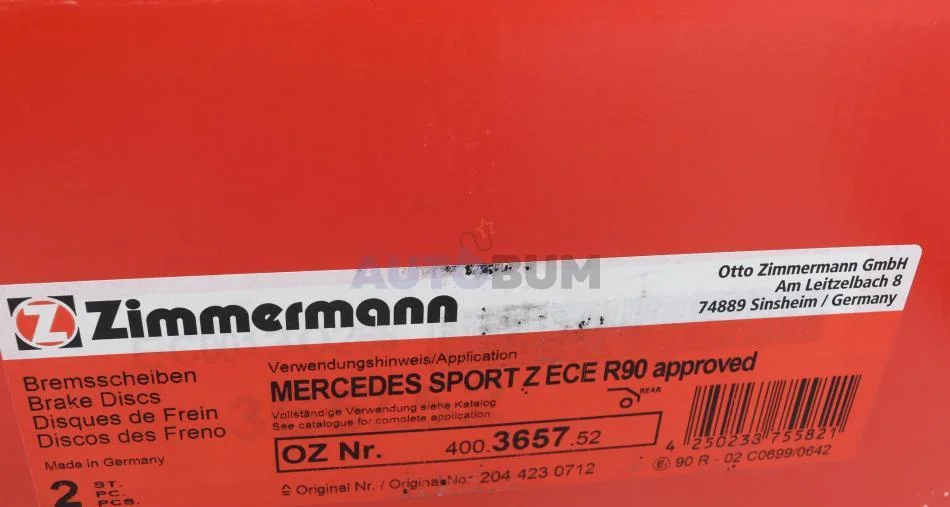 AUTOBUM
Zimmermann
Otto Zimmermann GmbH
Am Leitzelbach 8
74889 Sinsheim / Germany
Bremsscheiben
Brake Discs
Disques de Frein
Discos des Freno
Made in Germany
2 ST.
PC.
PCS.
Verwendungshinweis/Application
MERCEDES SPORT Z ECE R90 approved
Vollständige Verwendung siehe Katalog
See catalogue for complete application
REAR
OZ Nr. 400.3657.52
≙ Original Nr. / Original No.: 204 423 0712
4 250233 755821
E1 90 R - 02 C0699/0642